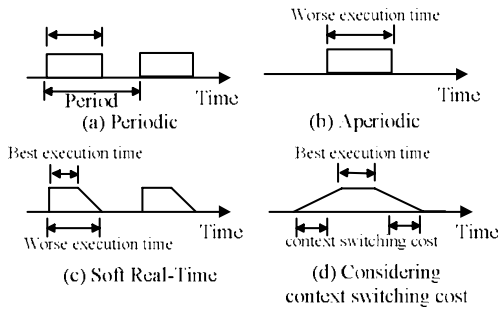 Worse execution time
Period
Time
Time
(a) Periodic
(b) Aperiodic
Best execution time
Best execution time
Time
Time
Worse execution time
context switching cost
(c) Soft Real-Time
(d) Considering
context switching cost